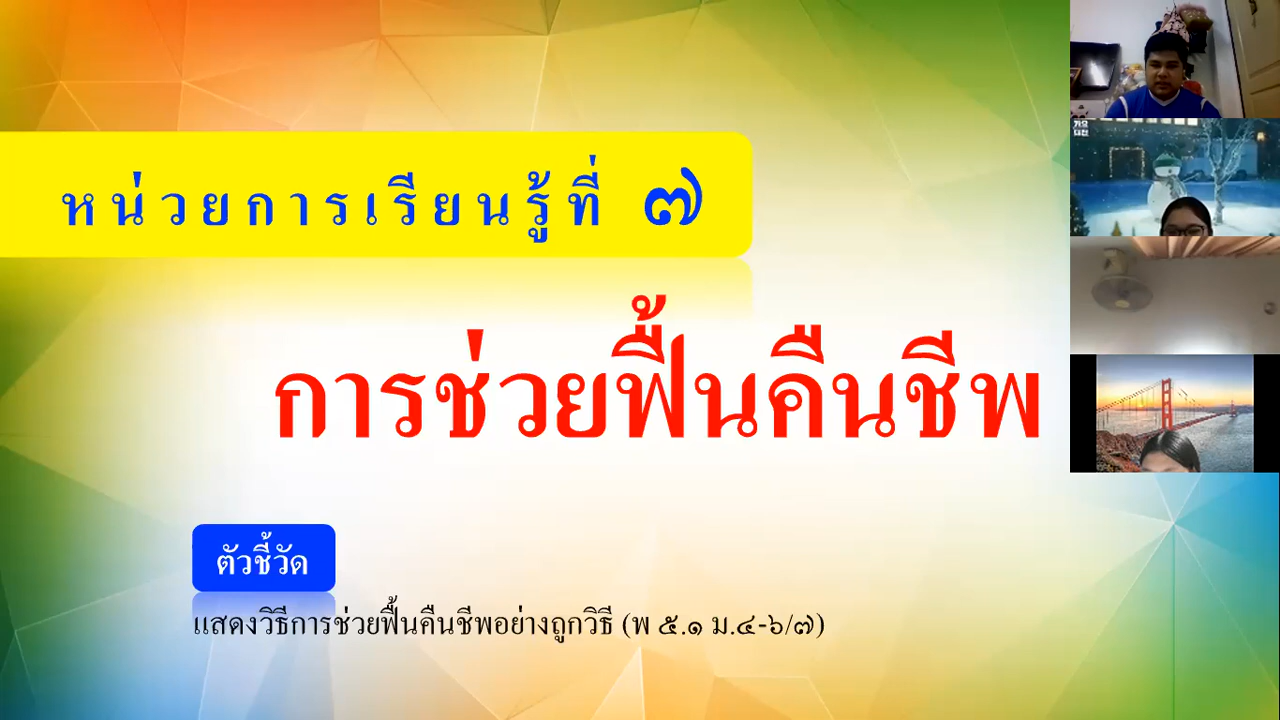 หน่วยการเรียนรู้ที่ ๗
การช่วยฟื้นคืนชีพ
ตัวชี้วัด
แสดงวิธีการช่วยฟื้นคืนชีพอย่างถูกวิธี (พ ๕.๑ ม.๔-๖/๗)